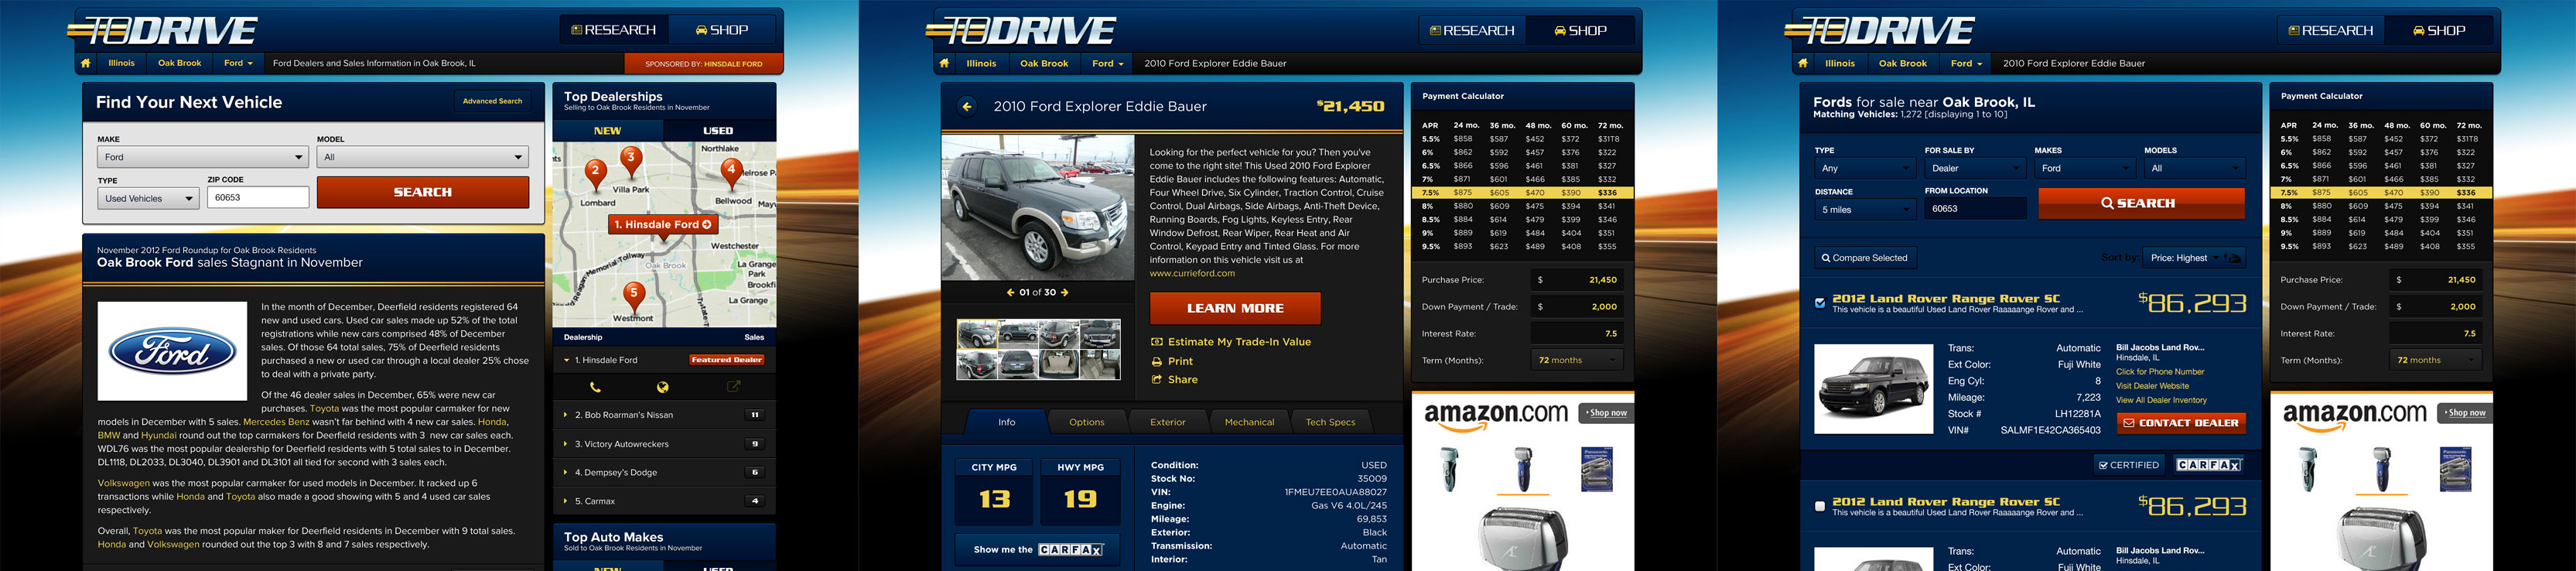 TODRIVE
RESEARCH
SHOP
Illinois
Oak Brook
Ford
Ford Dealers and Sales Information in Oak Brook, IL
SPONSORED BY: HINSDALE FORD
Find Your Next Vehicle
Advanced Search
MAKE
MODEL
Ford
All
TYPE
ZIP CODE
Used Vehicles
60653
SEARCH
November 2012 Ford Roundup for Oak Brook Residents
Oak Brook Ford sales Stagnant in November
Ford
In the month of December, Deerfield residents registered 64
new and used cars. Used car sales made up 52% of the total
registrations while new cars comprised 48% of December
sales. Of those 64 total sales, 75% of Deerfield residents
purchased a new or used car through a local dealer 25% chose
to deal with a private party.
Of the 46 dealer sales in December, 65% were new car
purchases. Toyota was the most popular carmaker for new
models in December with 5 sales. Mercedes Benz wasn't far behind with 4 new car sales. Honda,
BMW and Hyundai round out the top carmakers for Deerfield residents with 3 new car sales each.
WDL76 was the most popular dealership for Deerfield residents with 5 total sales to in December.
DL1118, DL2033, DL3040, DL3901 and DL3101 all tied for second with 3 sales each.
Volkswagen was the most popular carmaker for used models in December. It racked up 6
transactions while Honda and Toyota also made a good showing with 5 and 4 used car sales
respectively.
Overall, Toyota was the most popular maker for Deerfield residents in December with 9 total sales.
Honda and Volkswagen rounded out the top 3 with 8 and 7 sales respectively.
Top Dealerships
Selling to Oak Brook Residents in November
NEW
USED
Northlake
2
3
4
Melrose P
Villa Park
Lombard
Bellwood
May
1. Hinsdale Ford
Westchester
Memorial Tollway
Oak Brook
La Grange
Park
Brookfi
5
La Grange
Westmont
Dealership
Sales
1. Hinsdale Ford
Featured Dealer
2. Bob Roarman's Nissan
11
3. Victory Autowreckers
9
4. Dempsey's Dodge
6
5. Carmax
4
Top Auto Makes
Sold to Oak Brook Residents in November
NEW
USED
TODRIVE
RESEARCH
SHOP
Illinois
Oak Brook
Ford
2010 Ford Explorer Eddie Bauer
2010 Ford Explorer Eddie Bauer
$21,450
Looking for the perfect vehicle for you? Then you've
come to the right site! This Used 2010 Ford Explorer
Eddie Bauer includes the following features: Automatic,
Four Wheel Drive, Six Cylinder, Traction Control, Cruise
Control, Dual Airbags, Side Airbags, Anti-Theft Device,
Running Boards, Fog Lights, Keyless Entry, Rear
Window Defrost, Rear Wiper, Rear Heat and Air
Control, Keypad Entry and Tinted Glass. For more
information on this vehicle visit us at
www.currieford.com
01 of 30
LEARN MORE
Estimate My Trade-In Value
Print
Share
Info
Options
Exterior
Mechanical
Tech Specs
CITY MPG
13
HWY MPG
19
Show me the CARFAX
Condition: USED
Stock No: 35009
VIN: 1FMEU7EE0AUA88027
Engine: Gas V6 4.0L/245
Mileage: 69,853
Exterior: Black
Transmission: Automatic
Interior: Tan
Payment Calculator
APR 24 mo. 36 mo. 48 mo. 60 mo. 72 mo.
5.5% $858 $587 $452 $372 $31T8
6% $862 $592 $457 $376 $322
6.5% $866 $596 $461 $381 $327
7% $871 $601 $466 $385 $332
7.5% $875 $605 $470 $390 $336
8% $880 $609 $475 $394 $341
8.5% $884 $614 $479 $399 $346
9% $889 $619 $484 $404 $351
9.5% $893 $623 $489 $408 $355
Purchase Price: $ 21,450
Down Payment / Trade: $ 2,000
Interest Rate: 7.5
Term (Months): 72 months
amazon.com
Shop now
TODRIVE
RESEARCH
SHOP
Illinois
Oak Brook
Ford
2010 Ford Explorer Eddie Bauer
Fords for sale near Oak Brook, IL
Matching Vehicles: 1,272 [displaying 1 to 10]
TYPE
FOR SALE BY
MAKES
MODELS
Any
Dealer
Ford
All
DISTANCE
FROM LOCATION
5 miles
60653
SEARCH
Compare Selected
Sort by: Price: Highest
2012 Land Rover Range Rover SC
This vehicle is a beautiful Used Land Rover Raaaaange Rover and ...
$86,293
Trans: Automatic
Ext Color: Fuji White
Eng Cyl: 8
Mileage: 7,223
Stock # LH12281A
VIN# SALMF1E42CA365403
Bill Jacobs Land Rov...
Hinsdale, IL
Click for Phone Number
Visit Dealer Website
View All Dealer Inventory
CONTACT DEALER
CERTIFIED
CARFAX
2012 Land Rover Range Rover SC
This vehicle is a beautiful Used Land Rover Raaaaange Rover and ...
$86,293
Trans: Automatic
Ext Color: Fuji White
Bill Jacobs Land Rov...
Hinsdale, IL
Payment Calculator
APR 24 mo. 36 mo. 48 mo. 60 mo. 72 mo.
5.5% $858 $587 $452 $372 $31T8
6% $862 $592 $457 $376 $322
6.5% $866 $596 $461 $381 $327
7% $871 $601 $466 $385 $332
7.5% $875 $605 $470 $390 $336
8% $880 $609 $475 $394 $341
8.5% $884 $614 $479 $399 $346
9% $889 $619 $484 $404 $351
9.5% $893 $623 $489 $408 $355
Purchase Price: $ 21,450
Down Payment / Trade: $ 2,000
Interest Rate: 7.5
Term (Months): 72 months
amazon.com
Shop now